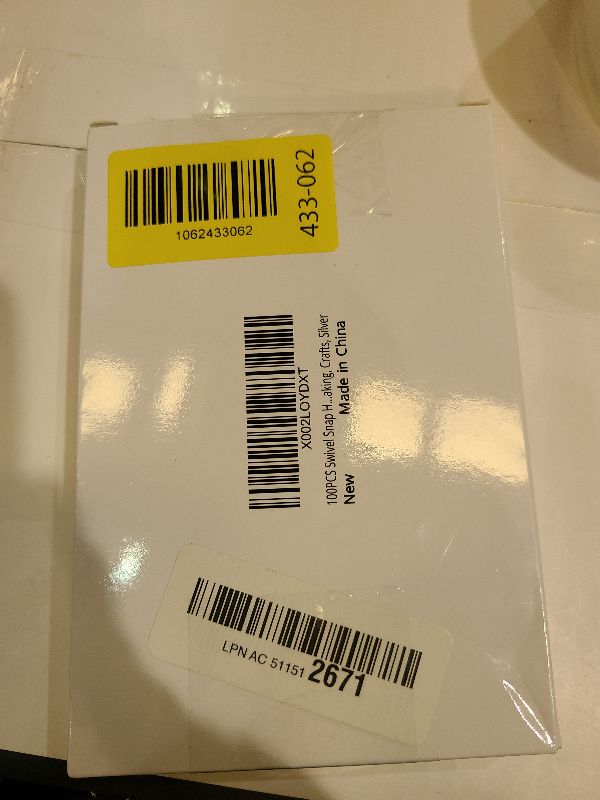 1062433062
433-062
X002LOYDXT
100PCS Swivel Snap H...aking, Crafts, Silver
New Made in China
LPN AC 51151 2671